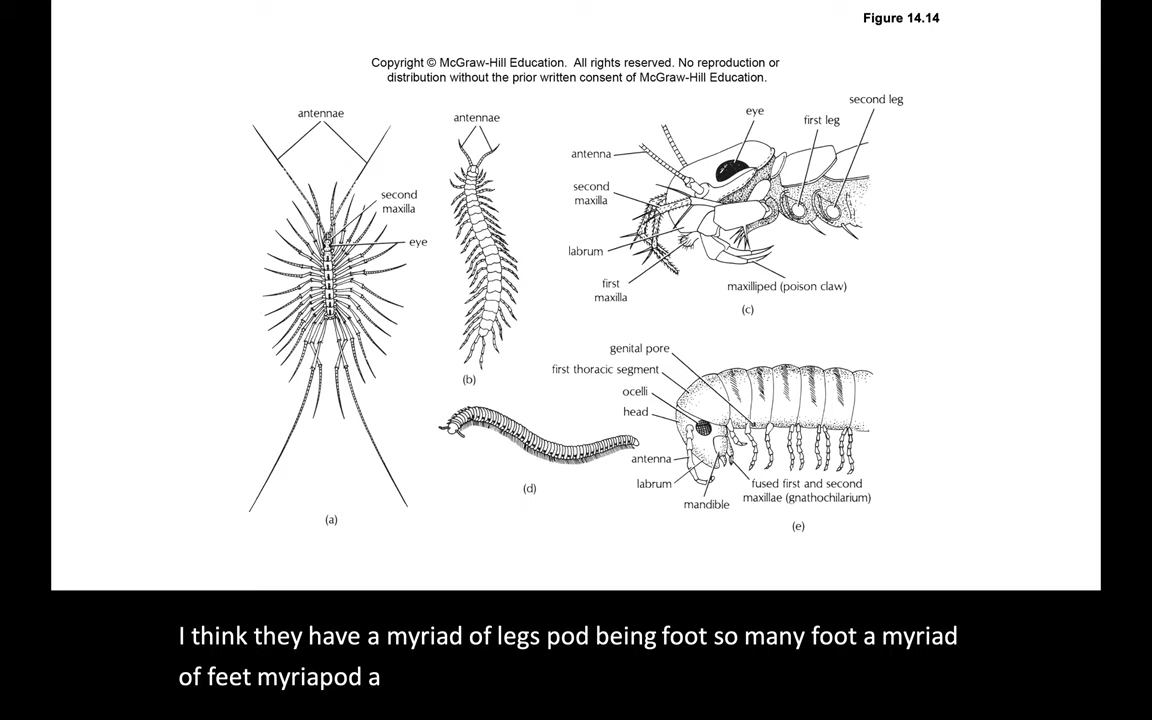 Figure 14.14
Copyright © McGraw-Hill Education. All rights reserved. No reproduction or
distribution without the prior written consent of McGraw-Hill Education.
antennae
second
maxilla
eye
(a)
antennae
(b)
eye
first leg
second leg
antenna
second
maxilla
labrum
first
maxilla
maxilliped (poison claw)
(c)
(d)
genital pore
first thoracic segment
ocelli
head
antenna
labrum
mandible
fused first and second
maxillae (gnathochilarium)
(e)
I think they have a myriad of legs pod being foot so many foot a myriad
of feet myriapod a